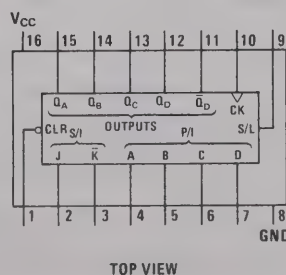 VCC
16 15 14 13 12 11 10 9
QA QB QC QD Q̅D CK
CLR S/I OUTPUTS P/I S/L
J K̅ A B C D
1 2 3 4 5 6 7 8
GND
TOP VIEW